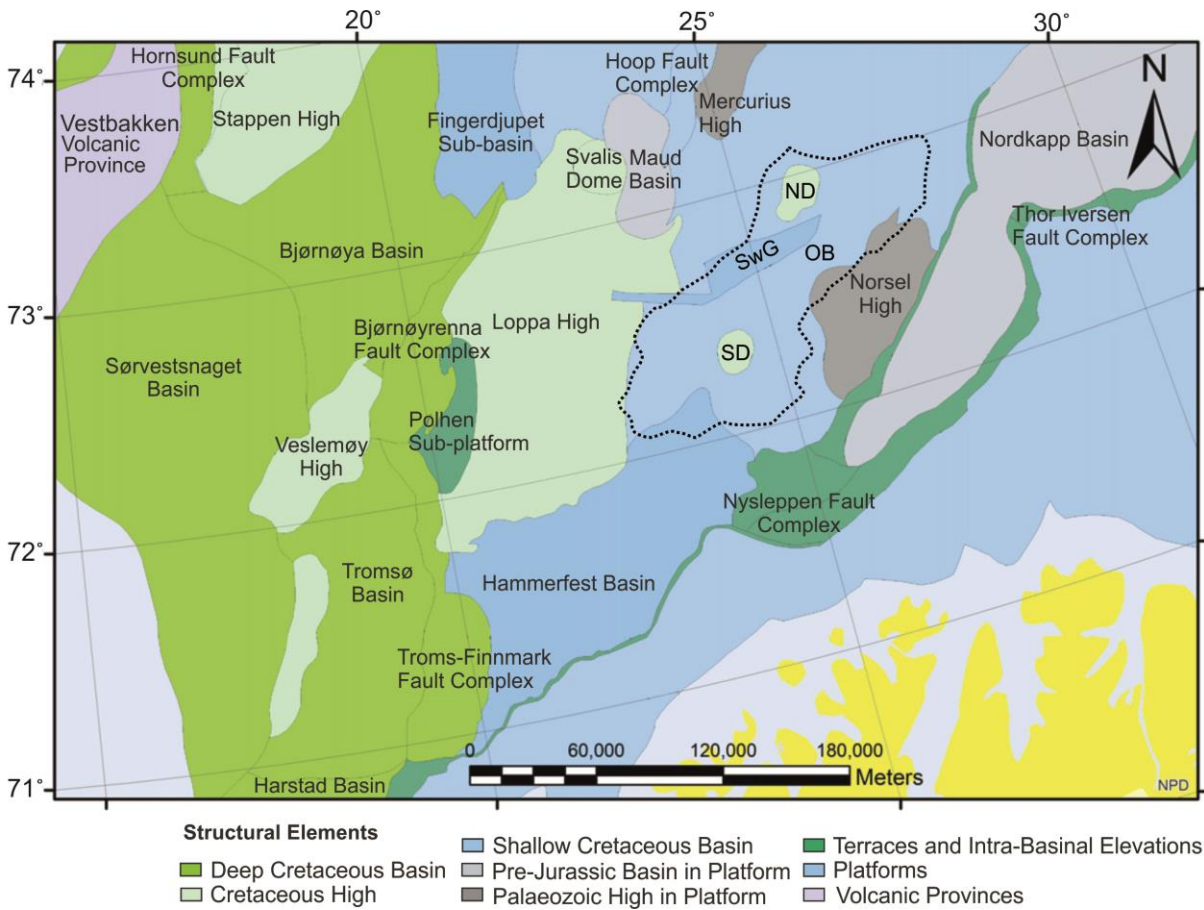 20°
25°
30°
74°
73°
72°
71°
Hornsund Fault
Complex
Stappen High
Vestbakken
Volcanic
Province
Fingerdjupet
Sub-basin
Hoop Fault
Complex
Mercurius
High
N
Nordkapp Basin
Svalis
Dome
Maud
Basin
ND
Thor Iversen
Fault Complex
Bjørnøya Basin
SwG
OB
Norsel
High
Bjørnøyrenna
Fault Complex
Loppa High
SD
Sørvestsnaget
Basin
Polhen
Sub-platform
Veslemøy
High
Nysleppen Fault
Complex
Tromsø
Basin
Hammerfest Basin
Troms-Finnmark
Fault Complex
Harstad Basin
0 60,000 120,000 180,000
Meters
NPD
Structural Elements
Deep Cretaceous Basin
Cretaceous High
Shallow Cretaceous Basin
Pre-Jurassic Basin in Platform
Palaeozoic High in Platform
Terraces and Intra-Basinal Elevations
Platforms
Volcanic Provinces